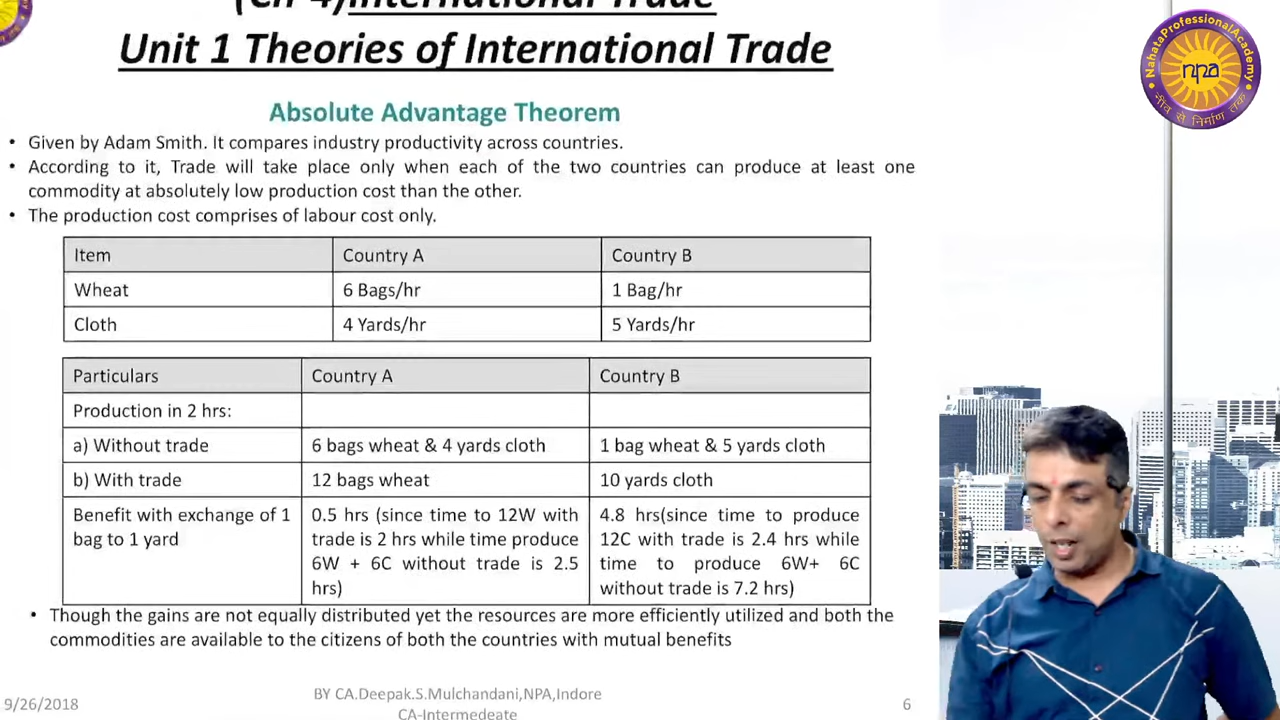 (Ch-4)International Trade
Unit 1 Theories of International Trade
Absolute Advantage Theorem
• Given by Adam Smith. It compares industry productivity across countries.
• According to it, Trade will take place only when each of the two countries can produce at least one
commodity at absolutely low production cost than the other.
• The production cost comprises of labour cost only.
Item Country A Country B
Wheat 6 Bags/hr 1 Bag/hr
Cloth 4 Yards/hr 5 Yards/hr
Particulars Country A Country B
Production in 2 hrs:
a) Without trade 6 bags wheat & 4 yards cloth 1 bag wheat & 5 yards cloth
b) With trade 12 bags wheat 10 yards cloth
Benefit with exchange of 1 0.5 hrs (since time to 12W with 4.8 hrs(since time to produce
bag to 1 yard trade is 2 hrs while time produce 12C with trade is 2.4 hrs while
6W + 6C without trade is 2.5 time to produce 6W+ 6C
hrs) without trade is 7.2 hrs)
• Though the gains are not equally distributed yet the resources are more efficiently utilized and both the
commodities are available to the citizens of both the countries with mutual benefits
9/26/2018 BY CA.Deepak.S.Mulchandani,NPA,Indore 6
CA-Intermedeate
NahataProfessionalAcademy
npa
नींव से निर्माण तक